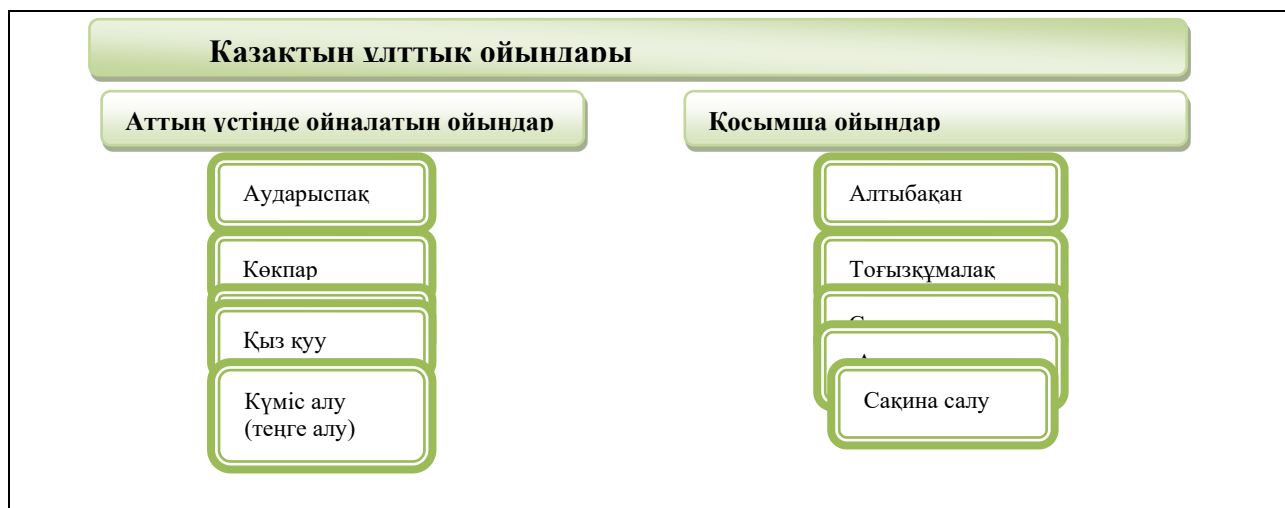 Қазақтың ұлттық ойындары
Аттың үстінде ойналатын ойындар
Қосымша ойындар
Аударыспақ
Көкпар
Қыз қуу
Күміс алу
(теңге алу)
Алтыбақан
Тоғызқұмалақ
Сақина салу